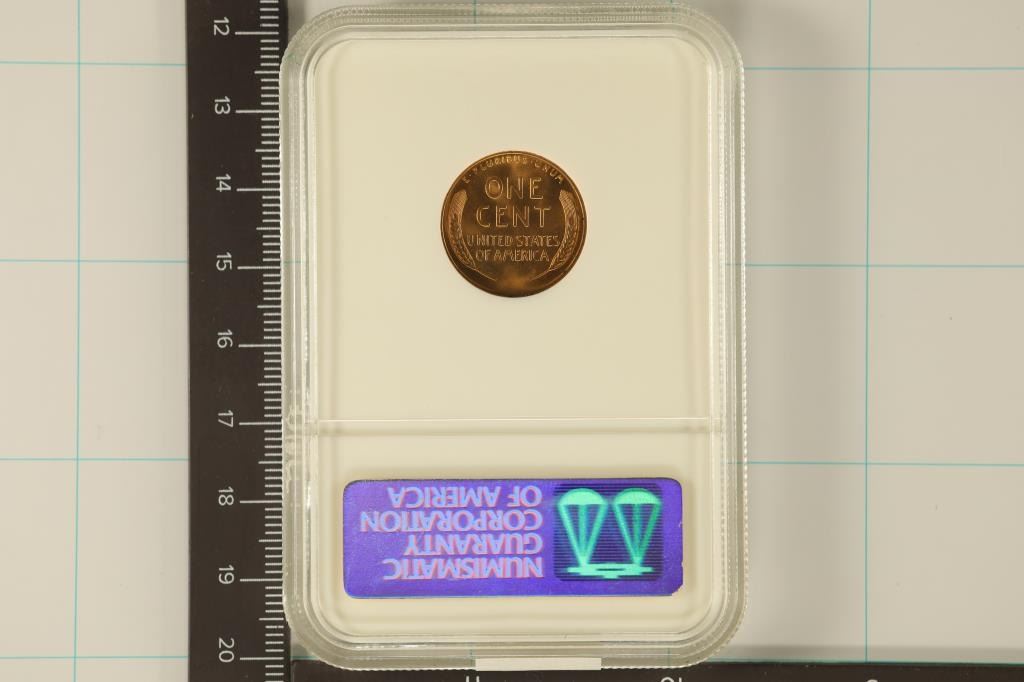 12
13
14
15
16
17
18
19
20
E·PLURIBUS·UNUM
ONE
CENT
UNITED STATES
OF AMERICA
NUMISMATIC
GUARANTY
CORPORATION
OF AMERICA